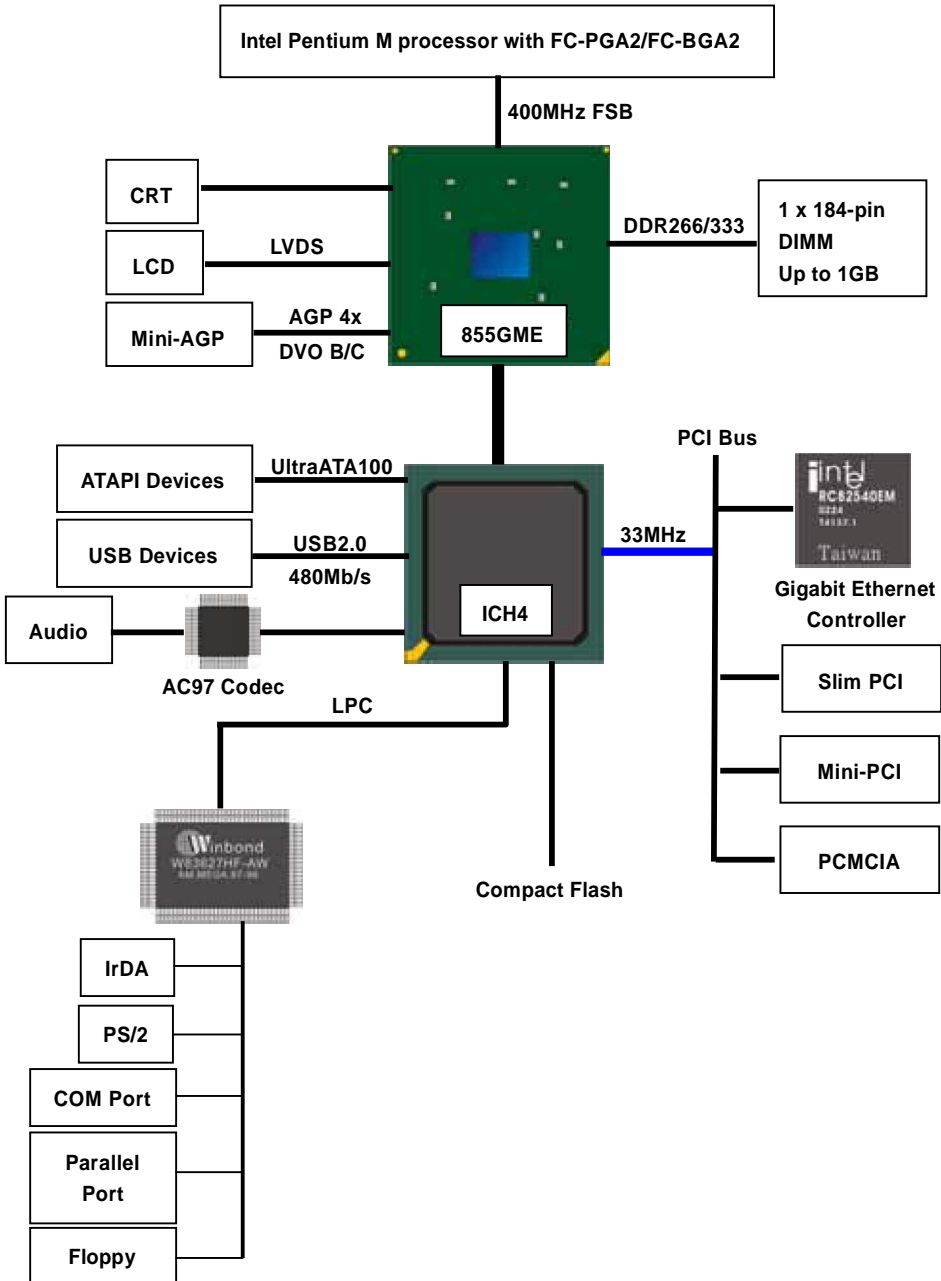 Intel Pentium M processor with FC-PGA2/FC-BGA2
400MHz FSB
CRT
LCD
LVDS
Mini-AGP
AGP 4x
DVO B/C
855GME
DDR266/333
1 x 184-pin
DIMM
Up to 1GB
ATAPI Devices
UltraATA100
USB Devices
USB2.0
480Mb/s
Audio
AC97 Codec
ICH4
33MHz
PCI Bus
intel
RC82540EM
0224
Taiwan
Gigabit Ethernet
Controller
Slim PCI
Mini-PCI
PCMCIA
LPC
Compact Flash
Winbond
W83627HF-AW
IrDA
PS/2
COM Port
Parallel
Port
Floppy